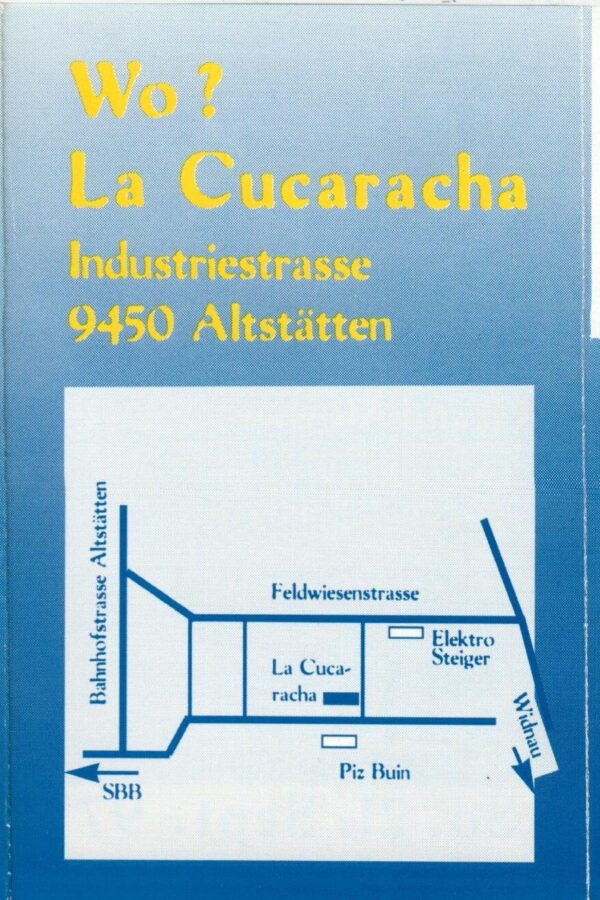 Wo ?
La Cucaracha
Industriestrasse
9450 Altstätten
Bahnhofstrasse Altstätten
Feldwiesenstrasse
Elektro
Steiger
La Cuca-
racha
Widnau
Piz Buin
SBB